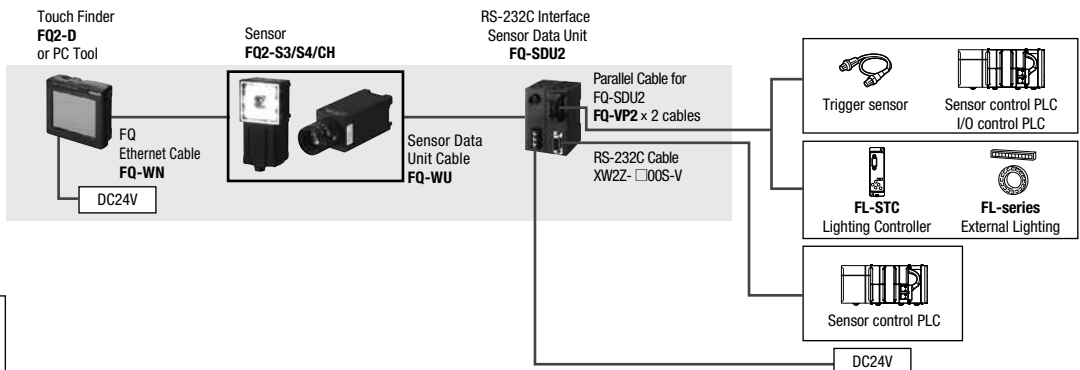 Touch Finder
FQ2-D
or PC Tool
Sensor
FQ2-S3/S4/CH
RS-232C Interface
Sensor Data Unit
FQ-SDU2
FQ
Ethernet Cable
FQ-WN
DC24V
Sensor Data
Unit Cable
FQ-WU
Parallel Cable for
FQ-SDU2
FQ-VP2 x 2 cables
RS-232C Cable
XW2Z- □00S-V
Trigger sensor
Sensor control PLC
I/O control PLC
FL-STC
Lighting Controller
FL-series
External Lighting
Sensor control PLC
DC24V